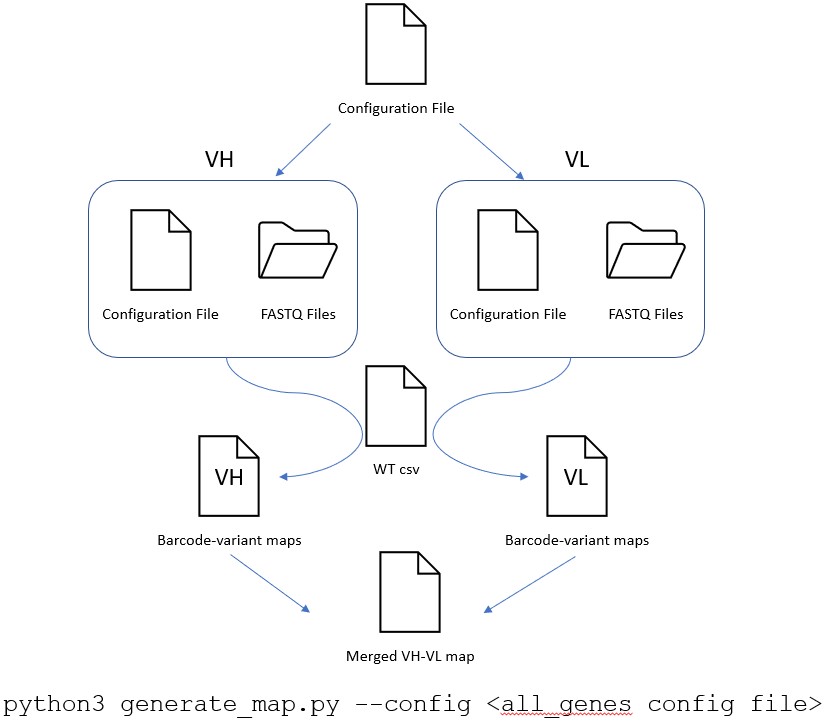 Configuration File
VH
VL
Configuration File
FASTQ Files
Configuration File
FASTQ Files
WT csv
VH
VL
Barcode-variant maps
Barcode-variant maps
Merged VH-VL map
python3 generate_map.py --config <all_genes config file>